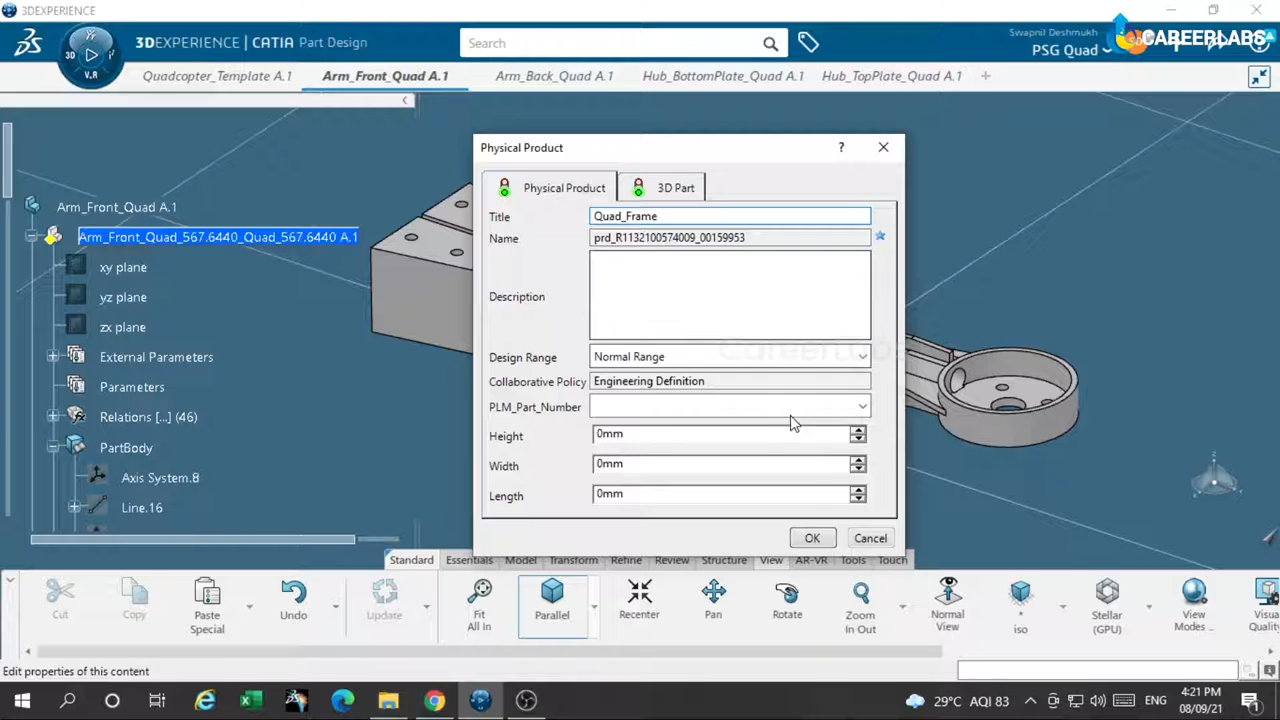 3DEXPERIENCE
3DEXPERIENCE | CATIA Part Design
Search
Swapnil Deshmukh
PSG Quad
CAREERLABS
3D
V.R
Quadcopter_Template A.1
Arm_Front_Quad A.1
Arm_Back_Quad A.1
Hub_BottomPlate_Quad A.1
Hub_TopPlate_Quad A.1
Physical Product
?
Physical Product
3D Part
Title
Quad_Frame
Name
prd_R1132100574009_00159953
Description
Design Range
Normal Range
Collaborative Policy
Engineering Definition
PLM_Part_Number
Height
0mm
Width
0mm
Length
0mm
OK
Cancel
Arm_Front_Quad A.1
Arm_Front_Quad_567.6440_Quad_567.6440 A.1
xy plane
yz plane
zx plane
External Parameters
Parameters
Relations [...] (46)
PartBody
Axis System.8
Line.16
CareerLabs
Standard
Essentials
Model
Transform
Refine
Review
Structure
View
AR-VR
Tools
Touch
Cut
Copy
Paste
Special
Undo
Update
Fit
All In
Parallel
Recenter
Pan
Rotate
Zoom
In Out
Normal
View
* iso
Stellar
(GPU)
View
Modes ...
Visual
Quality
Edit properties of this content
29°C AQI 83
ENG
4:21 PM
08/09/21
1